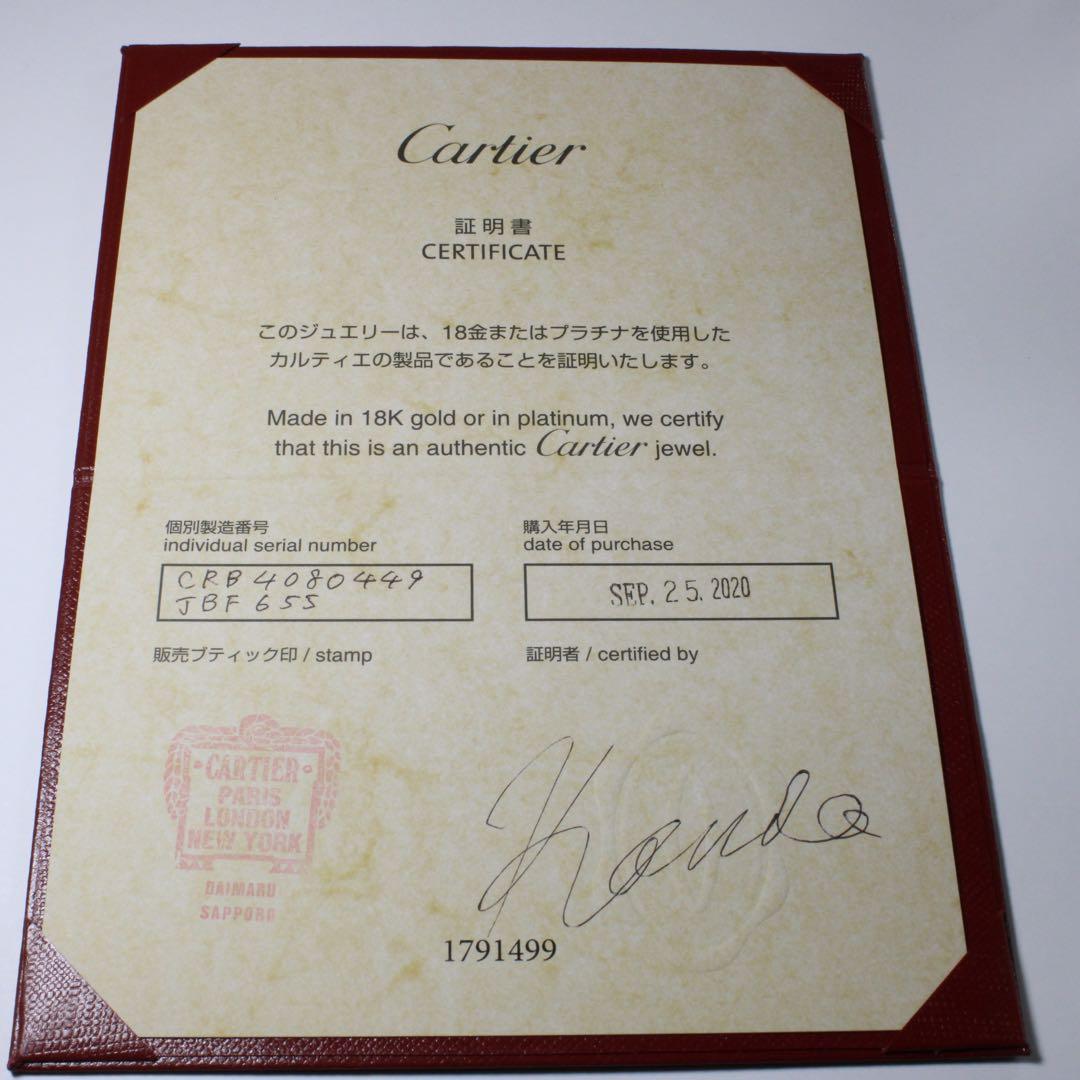 Cartier
証明書
CERTIFICATE
このジュエリーは、18金またはプラチナを使用した
カルティエの製品であることを証明いたします。
Made in 18K gold or in platinum, we certify
that this is an authentic Cartier jewel.
個別製造番号
individual serial number
CRB4080449
JBF655
購入年月日
date of purchase
SEP. 25. 2020
販売ブティック印 / stamp
証明者 / certified by
CARTIER
PARIS
LONDON
NEW YORK
DAIMARU
SAPPORO
Kanda
1791499